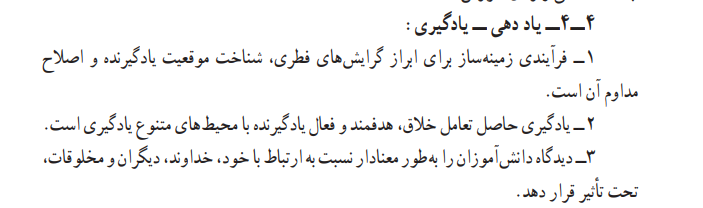 ۴ــ۴ــ یاد دهی ــ یادگیری :
۱ــ فرآیندی زمینه‌ساز برای ابراز گرایش‌های فطری، شناخت موقعیت یادگیرنده و اصلاح
مداوم آن است.
۲ــ یادگیری حاصل تعامل خلاق، هدفمند و فعال یادگیرنده با محیط‌های متنوع یادگیری است.
۳ــ دیدگاه دانش‌آموزان را به‌طور معنادار نسبت به ارتباط با خود، خداوند، دیگران و مخلوقات،
تحت تأثیر قرار دهد.